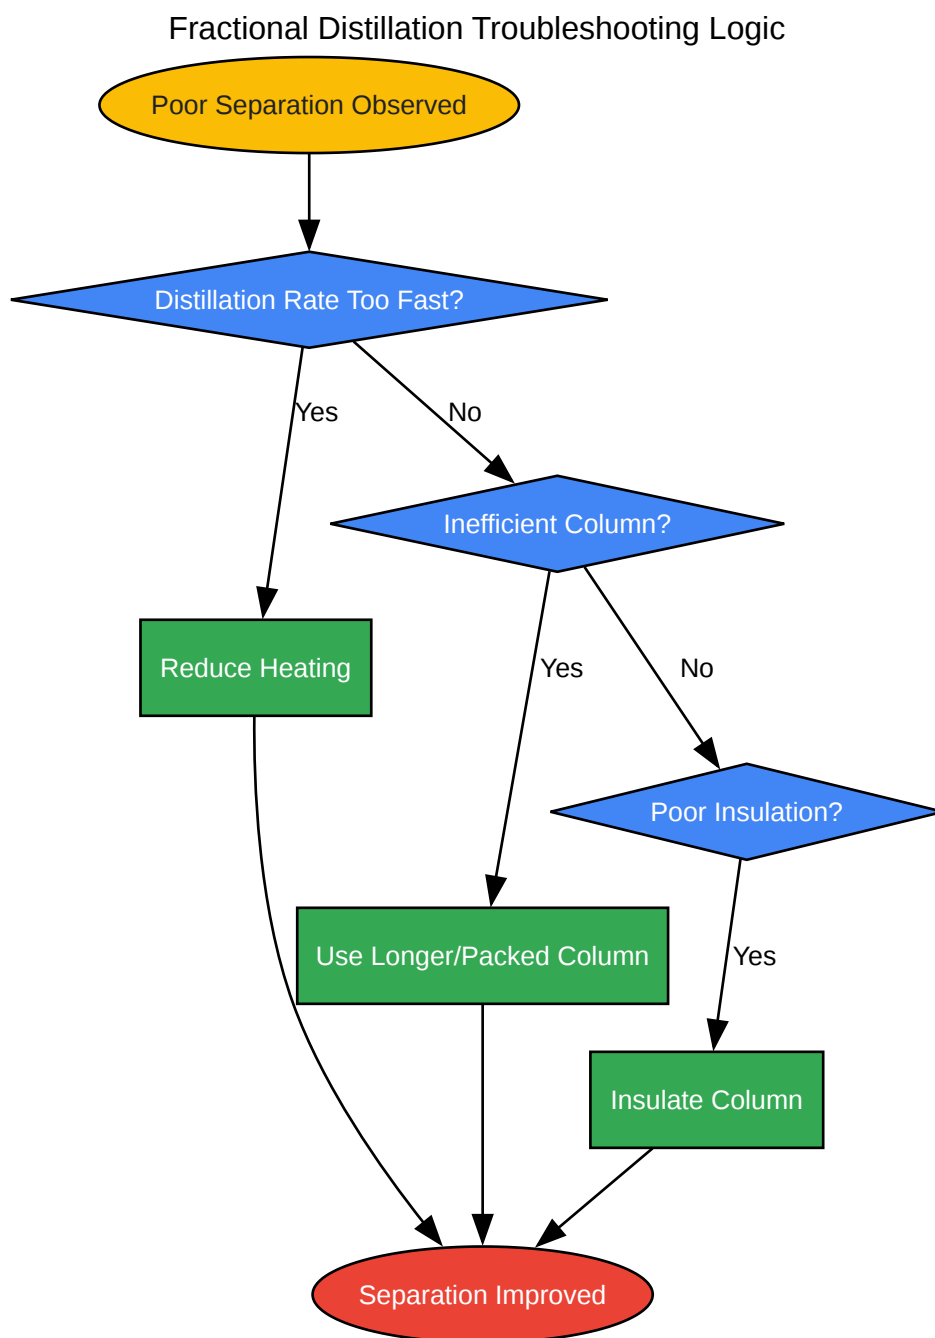 Fractional Distillation Troubleshooting Logic
Poor Separation Observed
Distillation Rate Too Fast?
Yes
No
Inefficient Column?
Reduce Heating
Yes
No
Poor Insulation?
Use Longer/Packed Column
Yes
Insulate Column
Separation Improved